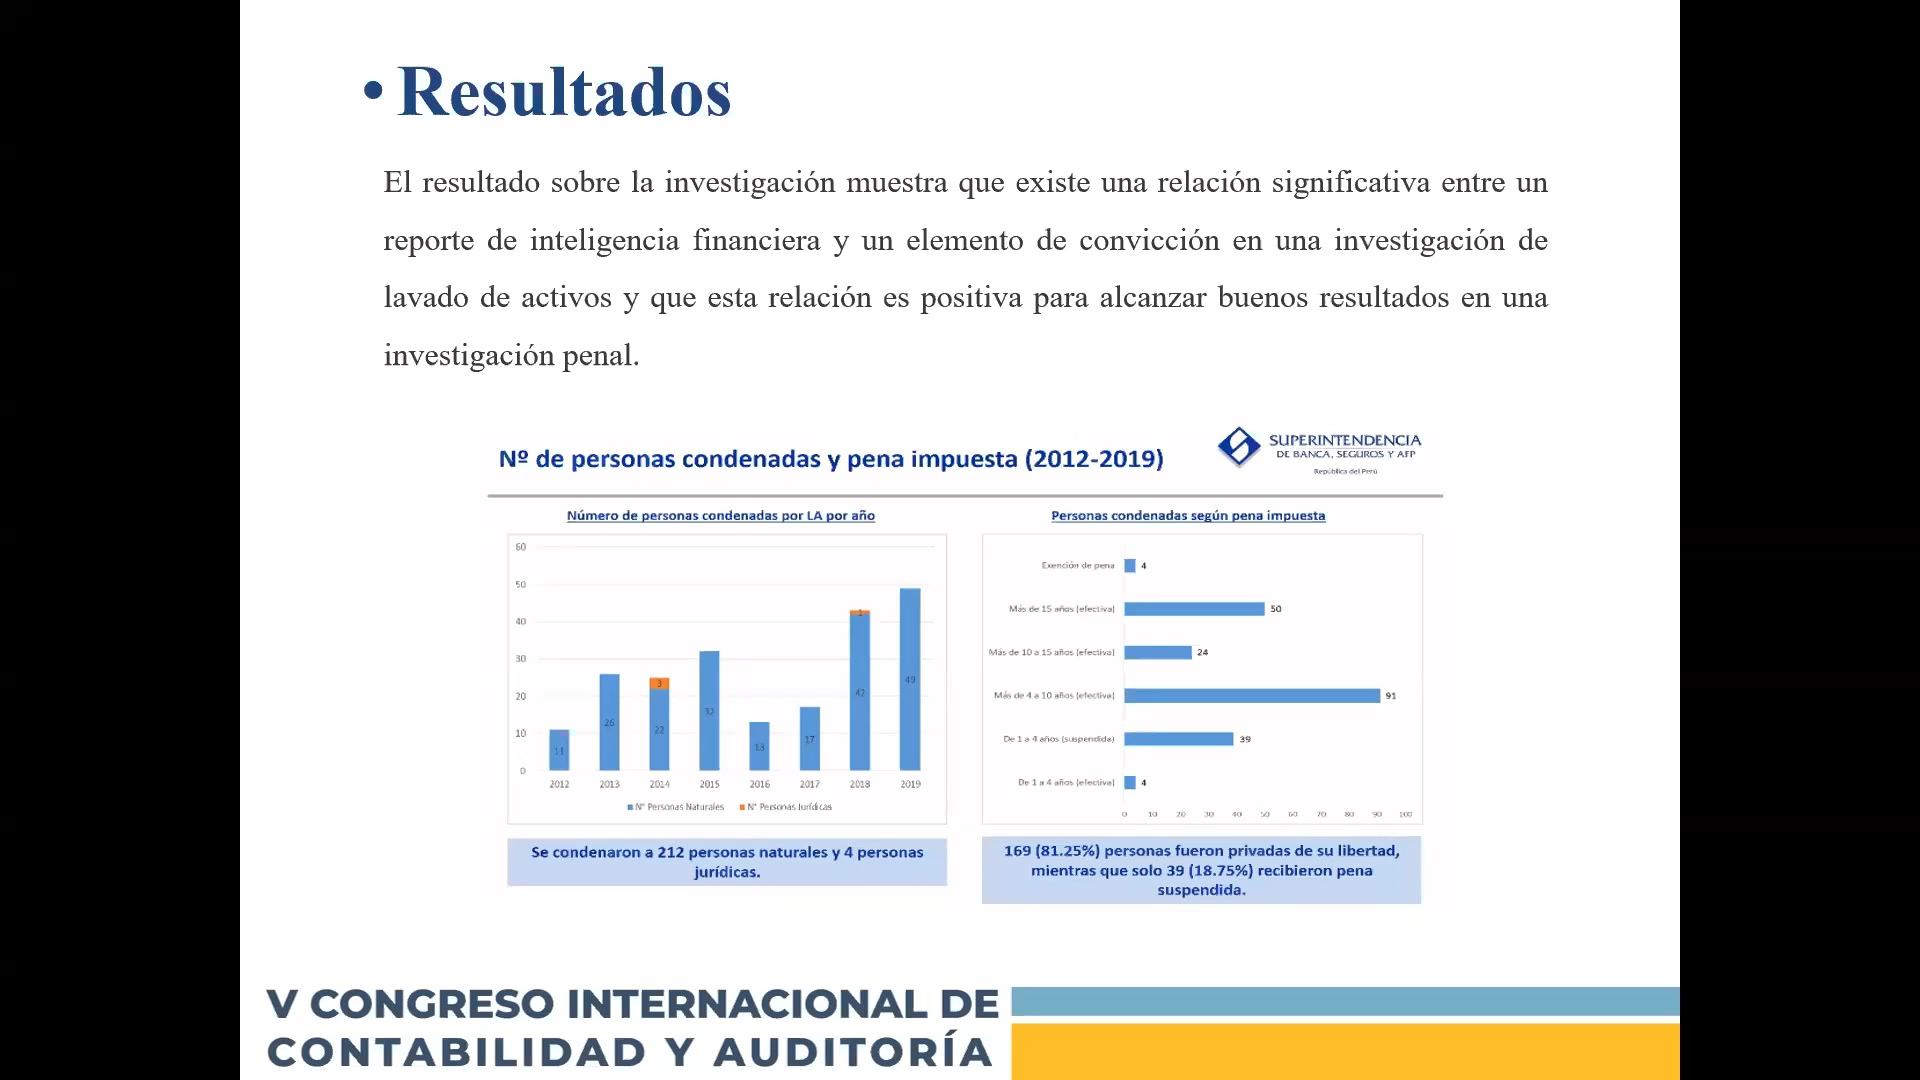 • Resultados
El resultado sobre la investigación muestra que existe una relación significativa entre un
reporte de inteligencia financiera y un elemento de convicción en una investigación de
lavado de activos y que esta relación es positiva para alcanzar buenos resultados en una
investigación penal.
Nº de personas condenadas y pena impuesta (2012-2019)
SUPERINTENDENCIA
DE BANCA, SEGUROS Y AFP
República del Perú
Número de personas condenadas por LA por año
60
50
40
30
20
10
0
11
26
3
22
32
13
17
1
42
49
2012 2013 2014 2015 2016 2017 2018 2019
N° Personas Naturales N° Personas Jurídicas
Se condenaron a 212 personas naturales y 4 personas
jurídicas.
Personas condenadas según pena impuesta
Exención de pena 4
Más de 15 años (efectiva) 50
Más de 10 a 15 años (efectiva) 24
Más de 4 a 10 años (efectiva) 91
De 1 a 4 años (suspendida) 39
De 1 a 4 años (efectiva) 4
0 10 20 30 40 50 60 70 80 90 100
169 (81.25%) personas fueron privadas de su libertad,
mientras que solo 39 (18.75%) recibieron pena
suspendida.
V CONGRESO INTERNACIONAL DE
CONTABILIDAD Y AUDITORÍA